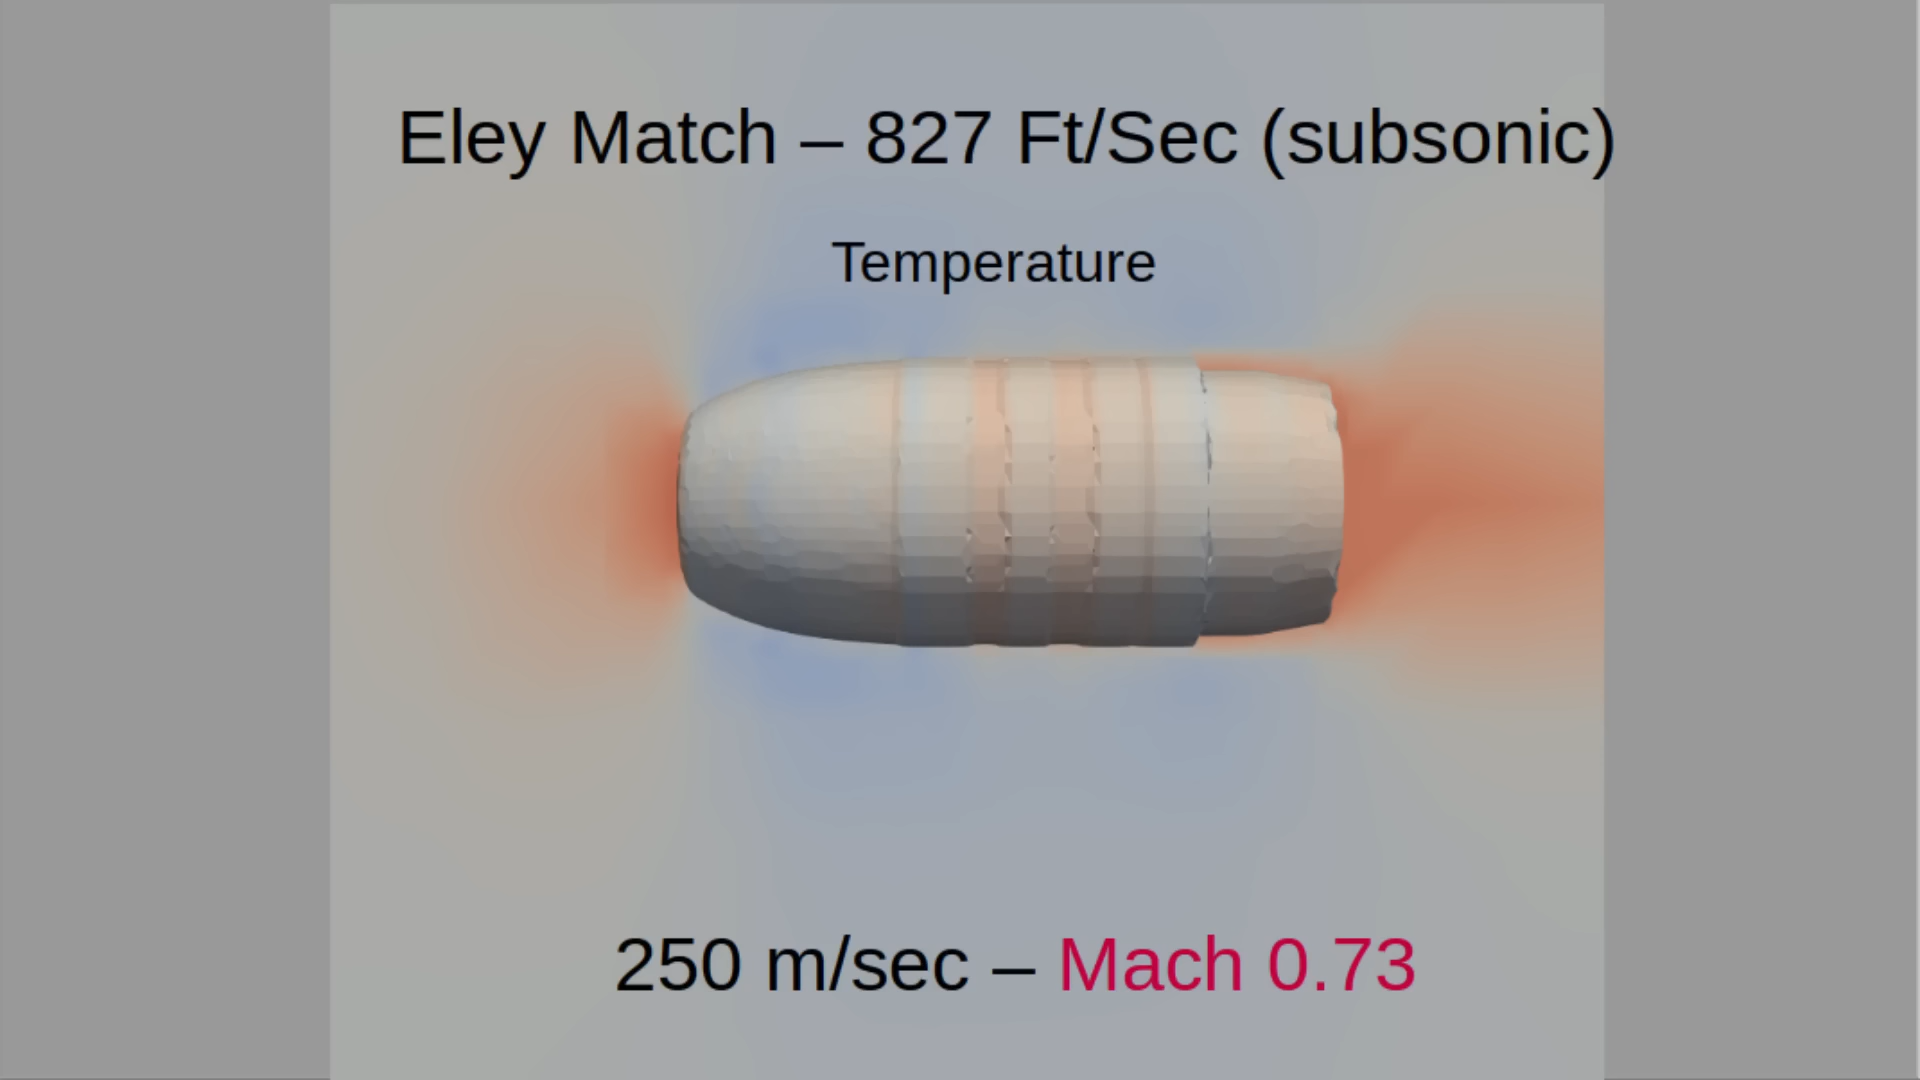 Eley Match – 827 Ft/Sec (subsonic)
Temperature
250 m/sec – Mach 0.73